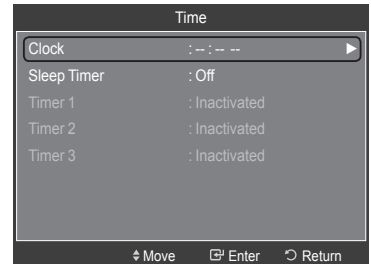 Time
Clock : -- : -- -- ▶
Sleep Timer : Off
Timer 1 : Inactivated
Timer 2 : Inactivated
Timer 3 : Inactivated
Move Enter Return